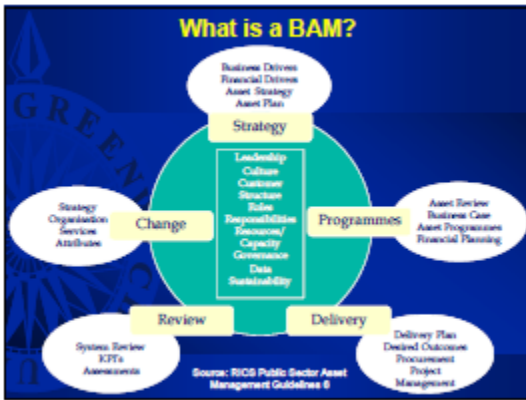 What is a BAM?
Business Drivers
Financial Drivers
Asset Strategy
Asset Plan
Strategy
Leadership
Culture
Customer
Structure
Roles
Responsibilities
Resources/
Capacity
Governance
Data
Sustainability
Programmes
Asset Review
Business Case
Asset Programmes
Financial Planning
Delivery
Delivery Plan
Desired Outcomes
Procurement
Project
Management
Review
System Review
KPI's
Assessments
Change
Strategy
Organisation
Services
Attributes
Source: RICS Public Sector Asset
Management Guidelines 6
GREEN